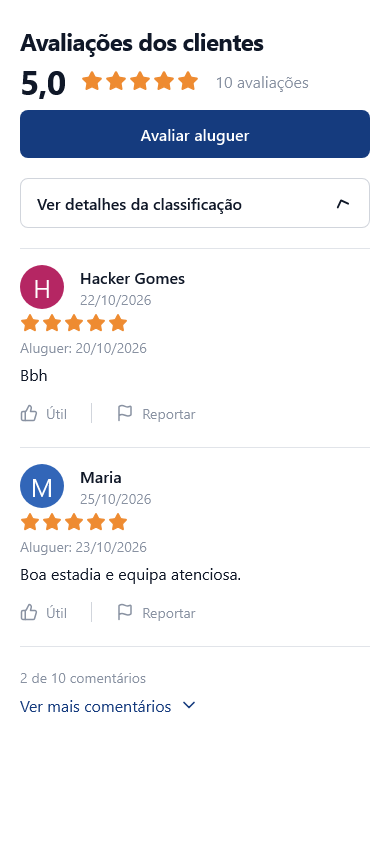 Avaliações dos clientes
5,0 10 avaliações
Avaliar aluguer
Ver detalhes da classificação
H
Hacker Gomes
22/10/2026
Aluguer: 20/10/2026
Bbh
Útil Reportar
M
Maria
25/10/2026
Aluguer: 23/10/2026
Boa estadia e equipa atenciosa.
Útil Reportar
2 de 10 comentários
Ver mais comentários